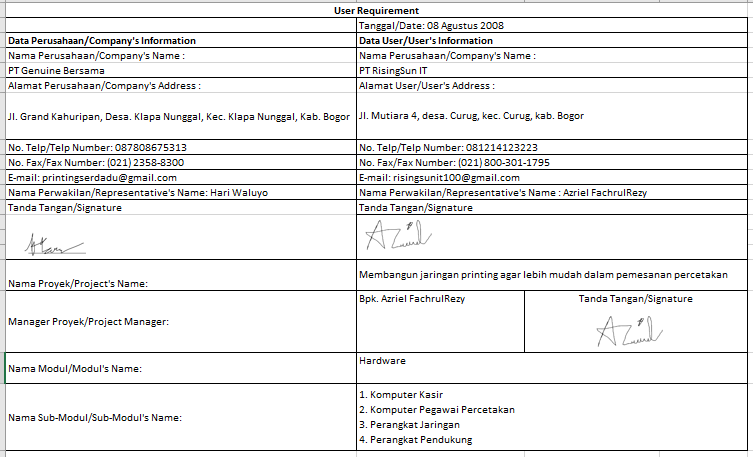 User Requirement
Tanggal/Date: 08 Agustus 2008
Data Perusahaan/Company's Information
Data User/User's Information
Nama Perusahaan/Company's Name :
Nama Perusahaan/Company's Name :
PT Genuine Bersama
PT RisingSun IT
Alamat Perusahaan/Company's Address :
Alamat User/User's Address :
Jl. Grand Kahuripan, Desa. Klapa Nunggal, Kec. Klapa Nunggal, Kab. Bogor
Jl. Mutiara 4, desa. Curug, kec. Curug, kab. Bogor
No. Telp/Telp Number: 087808675313
No. Telp/Telp Number: 081214123223
No. Fax/Fax Number: (021) 2358-8300
No. Fax/Fax Number: (021) 800-301-1795
E-mail: printingserdadu@gmail.com
E-mail: risingsunit100@gmail.com
Nama Perwakilan/Representative's Name: Hari Waluyo
Nama Perwakilan/Representative's Name : Azriel FachrulRezy
Tanda Tangan/Signature
Tanda Tangan/Signature
Nama Proyek/Project's Name:
Membangun jaringan printing agar lebih mudah dalam pemesanan percetakan
Manager Proyek/Project Manager:
Bpk. Azriel FachrulRezy
Tanda Tangan/Signature
Nama Modul/Modul's Name:
Hardware
Nama Sub-Modul/Sub-Modul's Name:
1. Komputer Kasir
2. Komputer Pegawai Percetakan
3. Perangkat Jaringan
4. Perangkat Pendukung